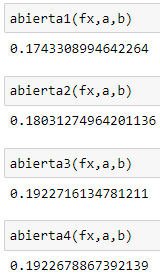 abierta1(fx,a,b)
0.1743308994642264
abierta2(fx,a,b)
0.18031274964201136
abierta3(fx,a,b)
0.1922716134781211
abierta4(fx,a,b)
0.1922678867392139